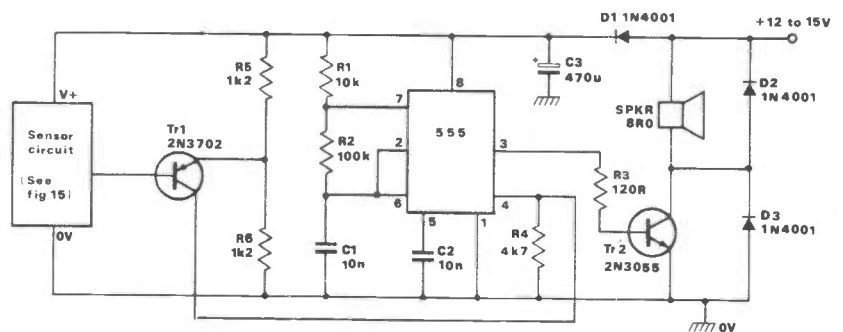 D1 1N4001
+12 to 15V
R5
1k2
R1
10k
C3
470u
+
8
D2
1N4001
V+
Sensor
circuit
(See
fig 15)
0V
Tr1
2N3702
7
SPKR
8R0
555
R2
100k
2
3
R3
120R
6
4
5
1
R6
1k2
C1
10n
C2
10n
R4
4k7
Tr2
2N3055
D3
1N4001
0V